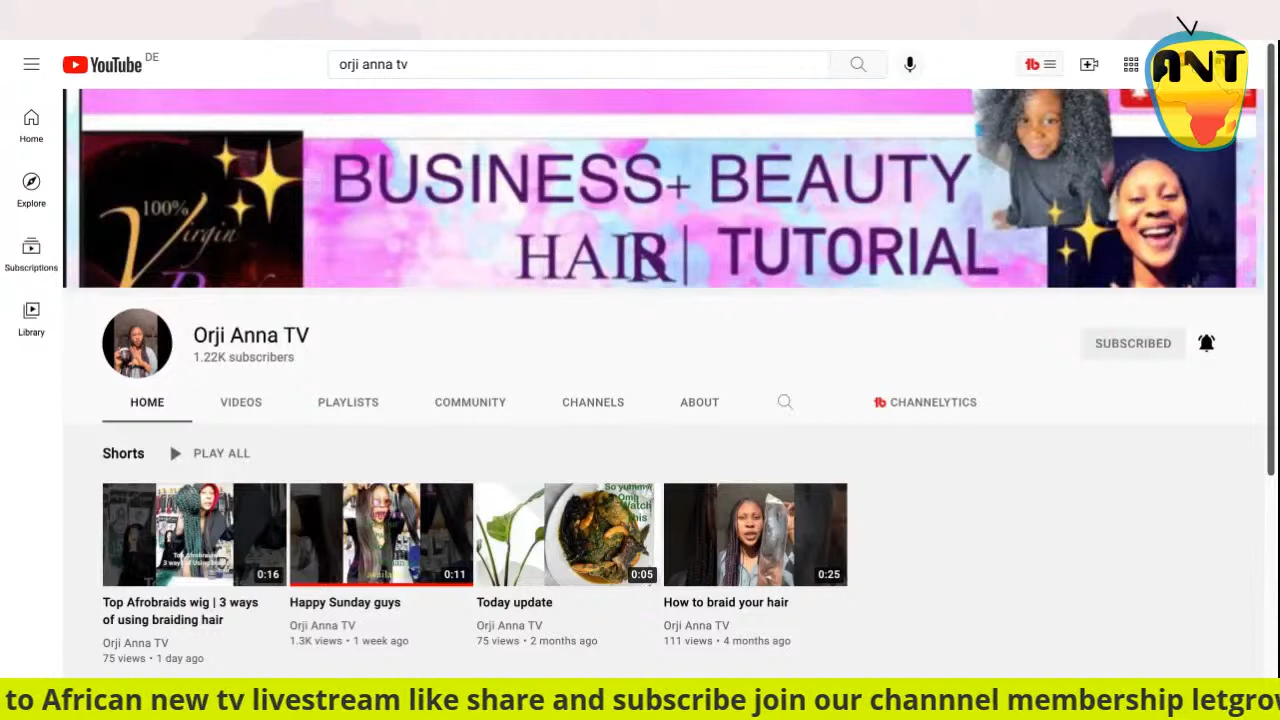 YouTube DE
orji anna tv
ANT
Home
Explore
Subscriptions
Library
100%
Virgin
BUSINESS+ BEAUTY
HAIR | TUTORIAL
Orji Anna TV
1.22K subscribers
SUBSCRIBED
HOME VIDEOS PLAYLISTS COMMUNITY CHANNELS ABOUT CHANNELYTICS
Shorts PLAY ALL
So yummy
Omg
Watch
this
0:16 0:11 0:05 0:25
Top Afrobraids wig | 3 ways
of using braiding hair
Orji Anna TV
75 views • 1 day ago
Happy Sunday guys
Orji Anna TV
1.3K views • 1 week ago
Today update
Orji Anna TV
75 views • 2 months ago
How to braid your hair
Orji Anna TV
111 views • 4 months ago
to African new tv livestream like share and subscribe join our channnel membership letgrow